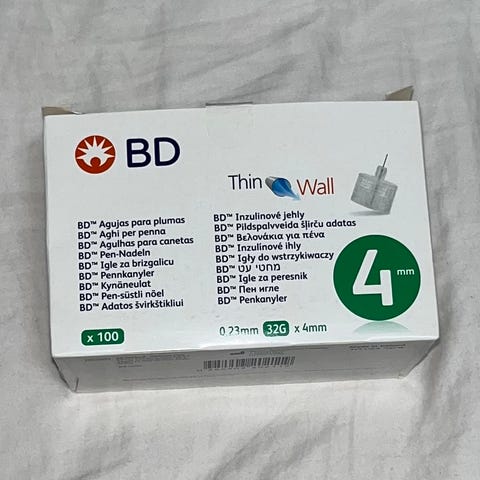 BD
Thin Wall
BD™ Agujas para plumas
BD™ Aghi per penna
BD™ Agulhas para canetas
BD™ Pen-Nadeln
BD™ Igle za brizgalicu
BD™ Pennkanyler
BD™ Kynäneulat
BD™ Pen-süstli nõel
BD™ Adatos švirkštikliui
BD™ Inzulinové jehly
BD™ Pildspalvveida šļirču adatas
BD™ Βελονάκια για πένα
BD™ Inzulinové ihly
BD™ Igły do wstrzykiwaczy
BD™ מחטי עט
BD™ Igle za peresnik
BD™ Пен игле
BD™ Penkanyler
4 mm
x 100
0,23mm 32G x 4mm